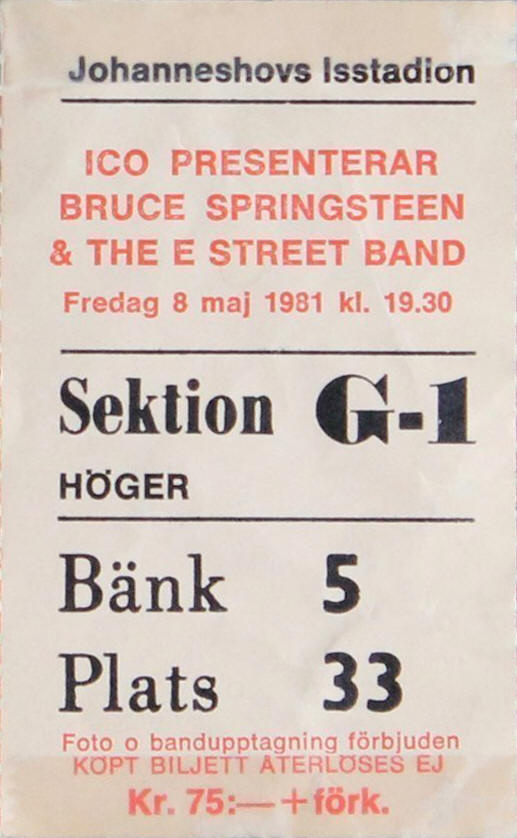 Johanneshovs Isstadion
ICO PRESENTERAR
BRUCE SPRINGSTEEN
& THE E STREET BAND
Fredag 8 maj 1981 kl. 19.30
Sektion G-1
HÖGER
Bänk 5
Plats 33
Foto o bandupptagning förbjuden
KÖPT BILJETT ÅTERLÖSES EJ
Kr. 75:— + förk.